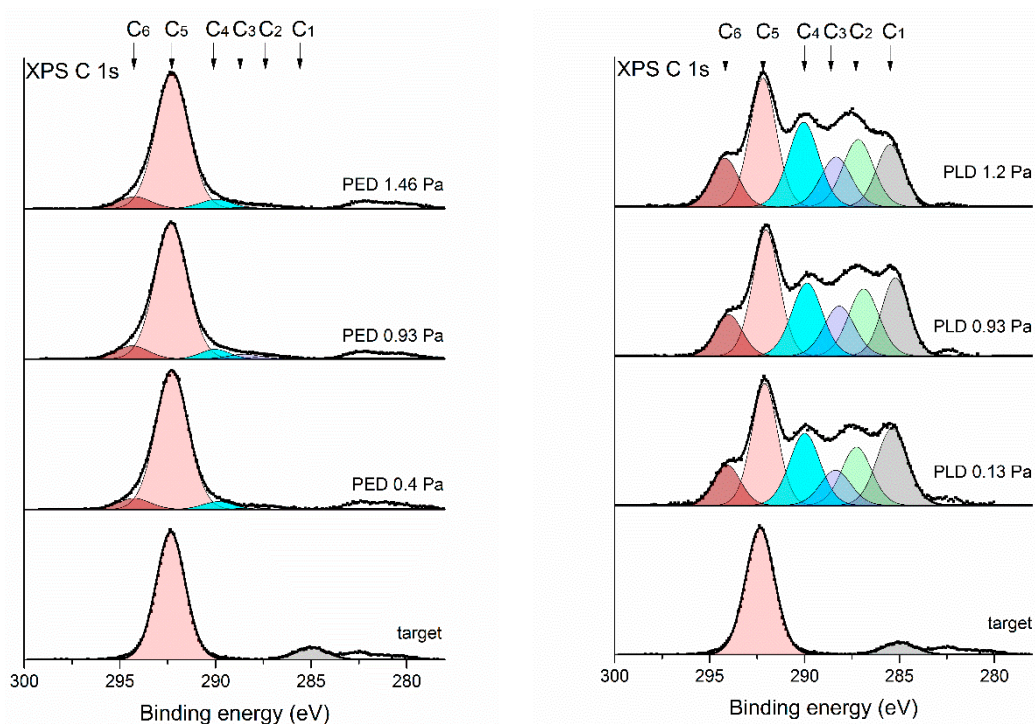 C6 C5 C4 C3 C2 C1
XPS C 1s
PED 1.46 Pa
PED 0.93 Pa
PED 0.4 Pa
target
300 295 290 285 280
Binding energy (eV)
C6 C5 C4 C3 C2 C1
XPS C 1s
PLD 1.2 Pa
PLD 0.93 Pa
PLD 0.13 Pa
target
300 295 290 285 280
Binding energy (eV)